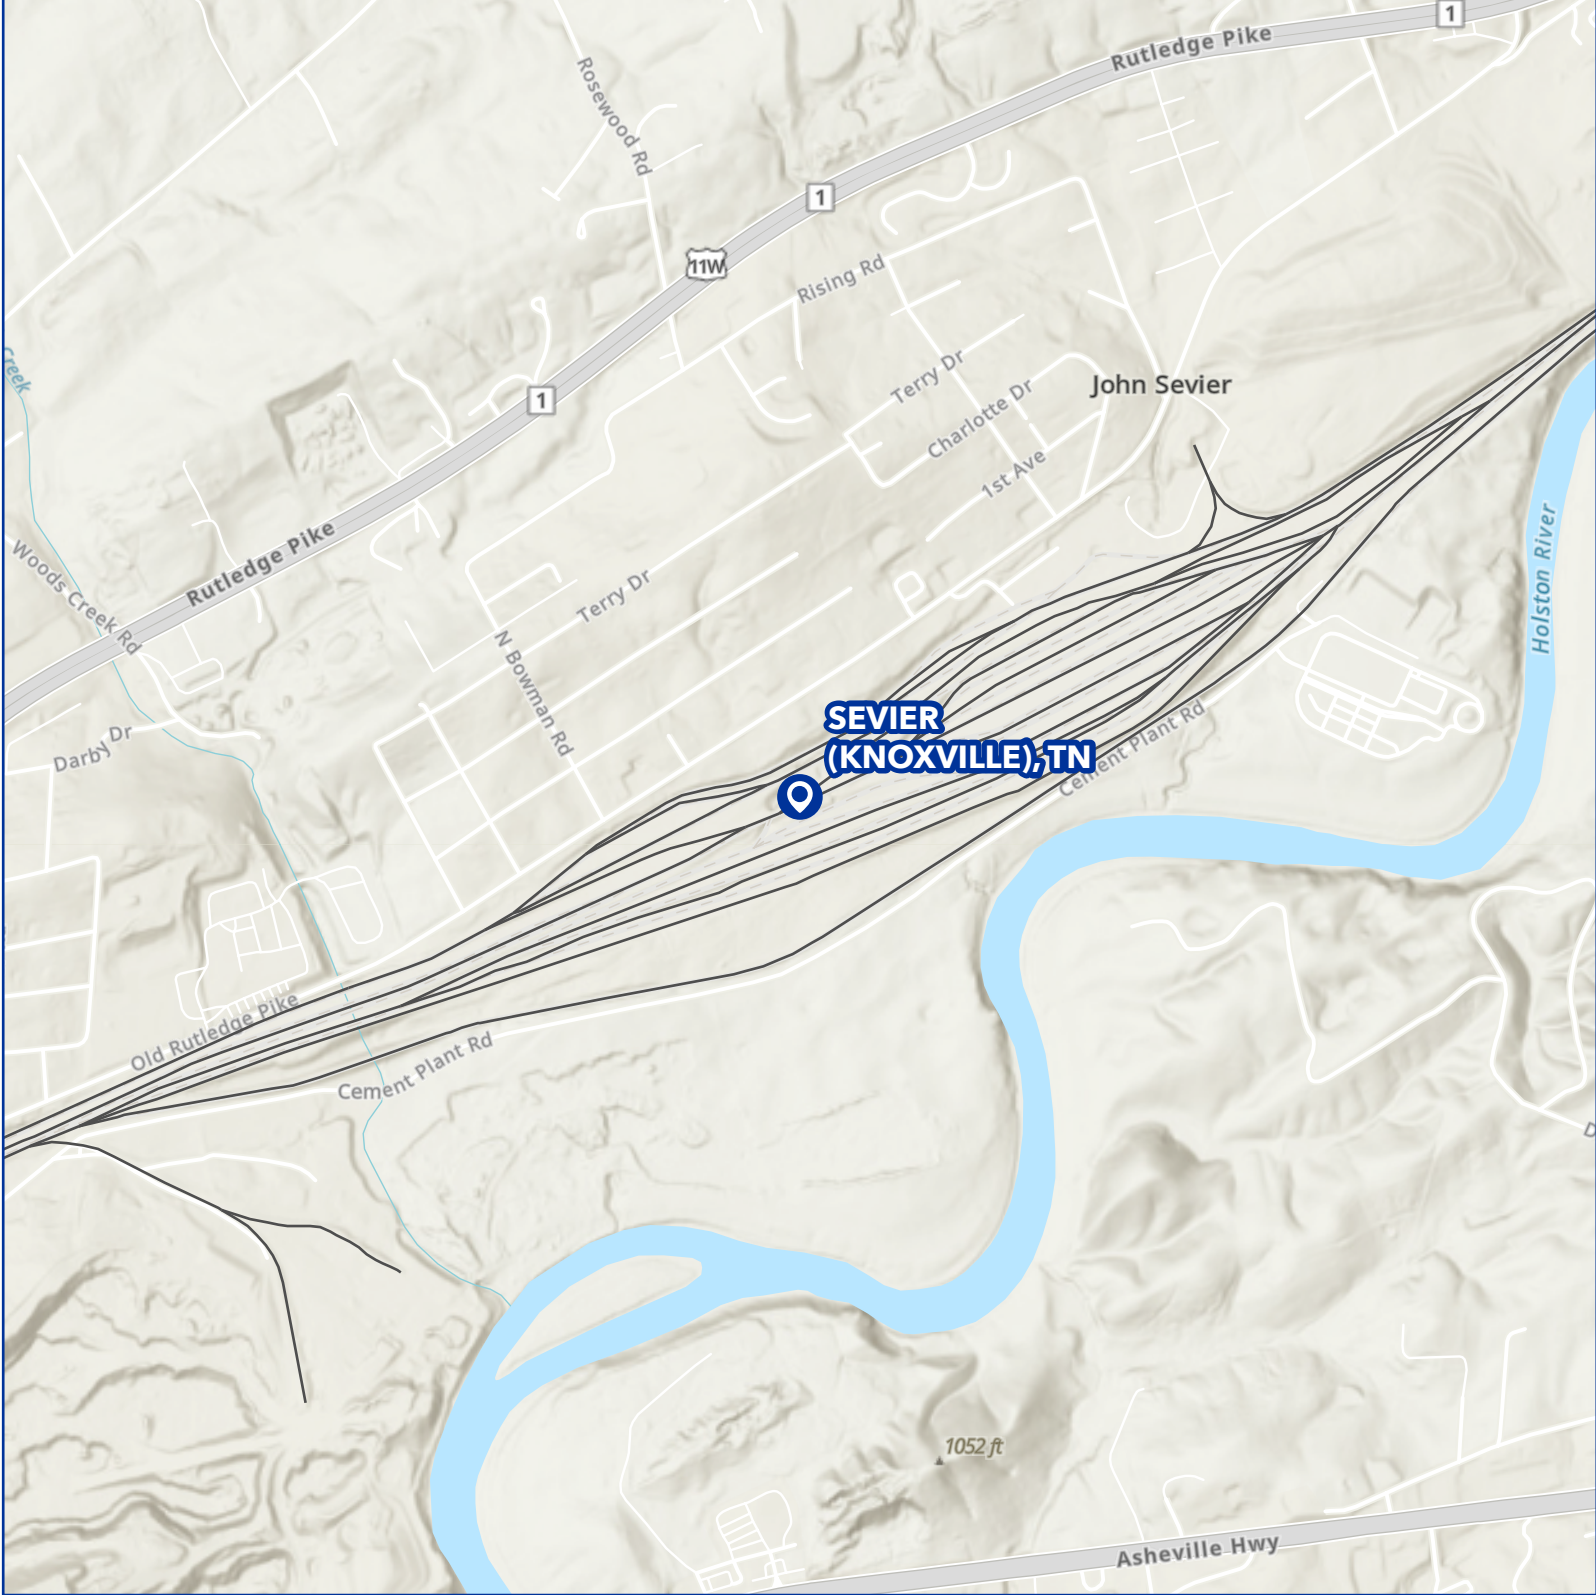 1
Rutledge Pike
Rosewood Rd
1
11W
Rising Rd
Creek
Terry Dr
John Sevier
1
Charlotte Dr
1st Ave
Holston River
Rutledge Pike
Woods Creek Rd
Terry Dr
N Bowman Rd
SEVIER
(KNOXVILLE), TN
Darby Dr
Cement Plant Rd
Old Rutledge Pike
Cement Plant Rd
D
1052 ft
Asheville Hwy